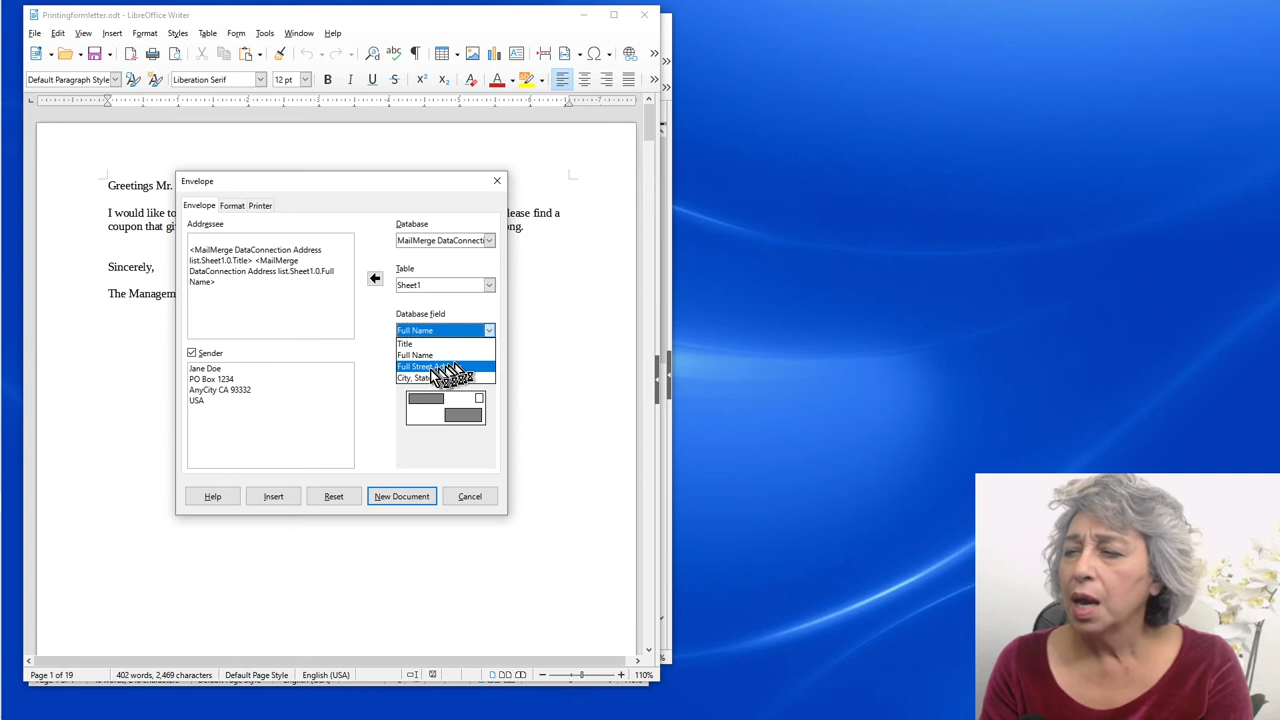 Printingformletter.odt - LibreOffice Writer
File Edit View Insert Format Styles Table Form Tools Window Help
Default Paragraph Style Liberation Serif 12 pt
Greetings Mr.
I would like to
lease find a
coupon that gi
ong.
Sincerely,
The Managem
Envelope
Envelope Format Printer
Addressee
<MailMerge DataConnection Address
list.Sheet1.0.Title> <MailMerge
DataConnection Address list.Sheet1.0.Full
Name>
Database
MailMerge DataConnecti
Table
Sheet1
Database field
Full Name
Title
Full Name
Full Street
City, Stat
Sender
Jane Doe
PO Box 1234
AnyCity CA 93332
USA
Help Insert Reset New Document Cancel
Page 1 of 19 402 words, 2,469 characters Default Page Style English (USA) 110%